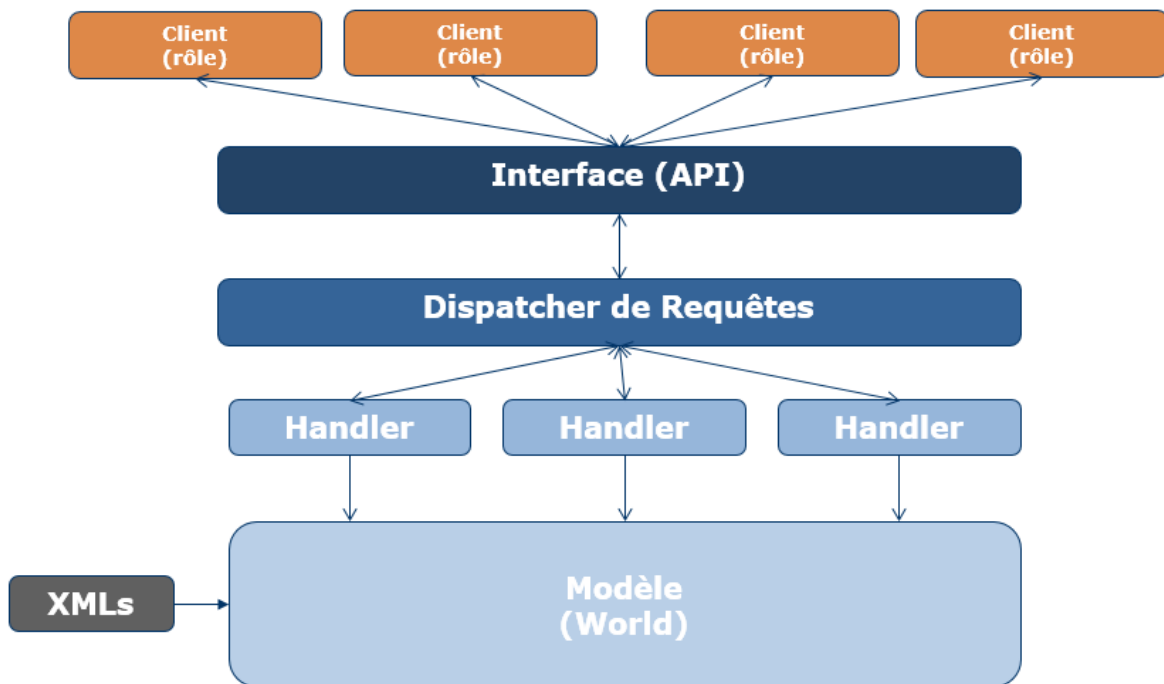 Client
(rôle)
Client
(rôle)
Client
(rôle)
Client
(rôle)
Interface (API)
Dispatcher de Requêtes
Handler
Handler
Handler
XMLs
Modèle
(World)